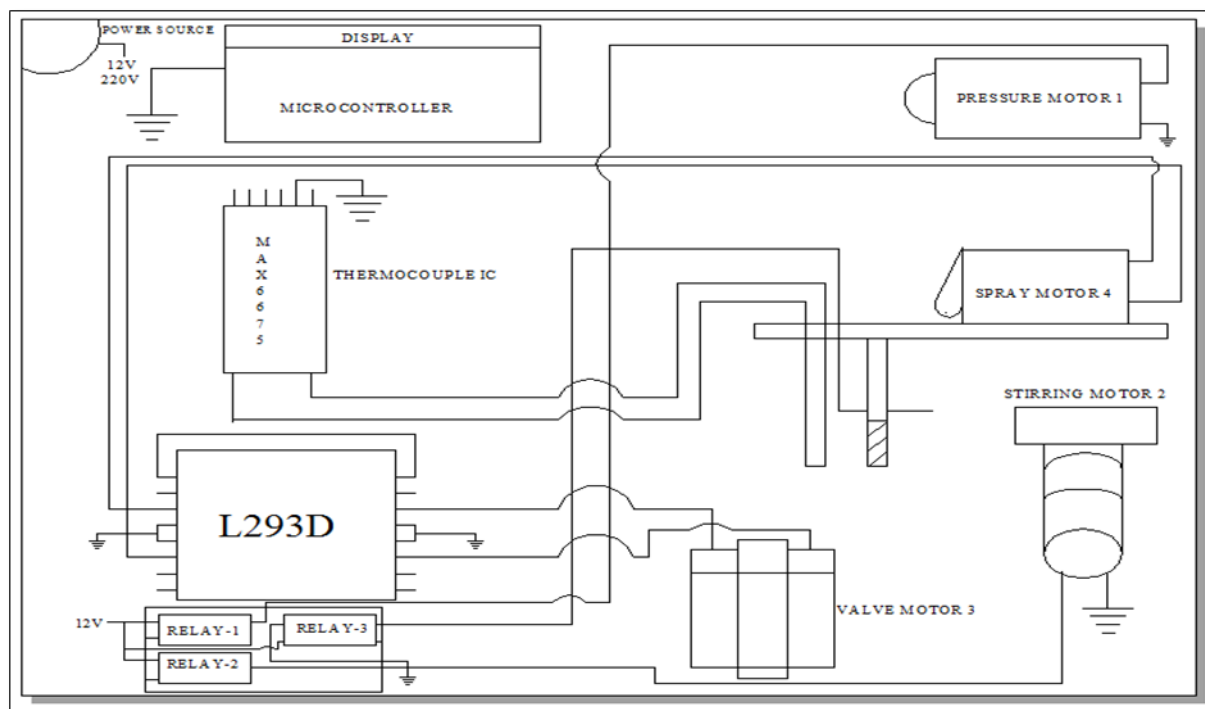 POWER SOURCE
12V
220V
DISPLAY
MICROCONTROLLER
PRESSURE MOTOR 1
M
A
X
6
6
7
5
THERMOCOUPLE IC
SPRAY MOTOR 4
STIRRING MOTOR 2
L293D
VALVE MOTOR 3
12V
RELAY-1
RELAY-3
RELAY-2